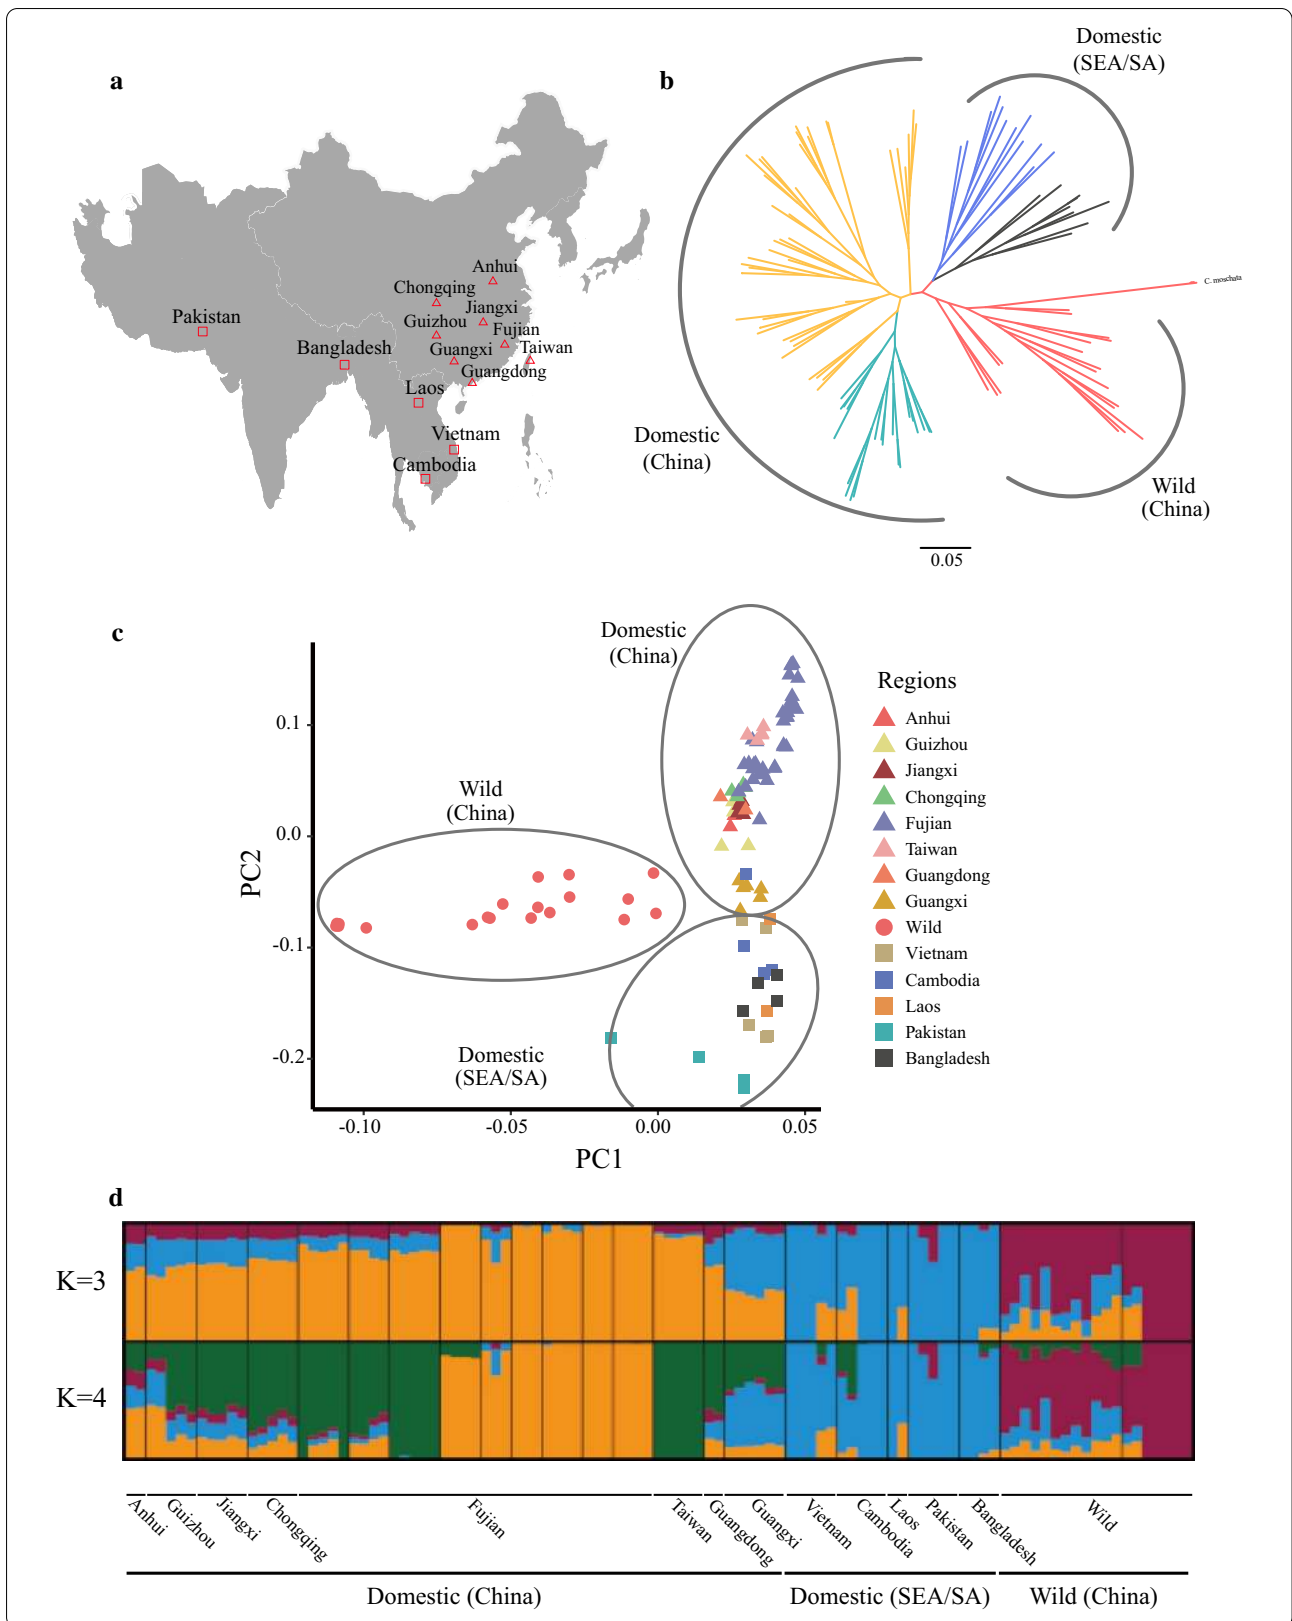 a
Anhui
Chongqing
Jiangxi
Pakistan
Guizhou
Fujian
Bangladesh
Guangxi
Taiwan
Guangdong
Laos
Vietnam
Cambodia
b
Domestic
(SEA/SA)
C. moschata
Domestic
(China)
Wild
(China)
0.05
c
Domestic
(China)
Wild
(China)
Domestic
(SEA/SA)
PC2
0.1
0.0
-0.1
-0.2
-0.10
-0.05
0.00
0.05
PC1
Regions
Anhui
Guizhou
Jiangxi
Chongqing
Fujian
Taiwan
Guangdong
Guangxi
Wild
Vietnam
Cambodia
Laos
Pakistan
Bangladesh
d
K=3
K=4
Anhui
Guizhou
Jiangxi
Chongqing
Fujian
Taiwan
Guangdong
Guangxi
Vietnam
Cambodia
Laos
Pakistan
Bangladesh
Wild
Domestic (China)
Domestic (SEA/SA)
Wild (China)